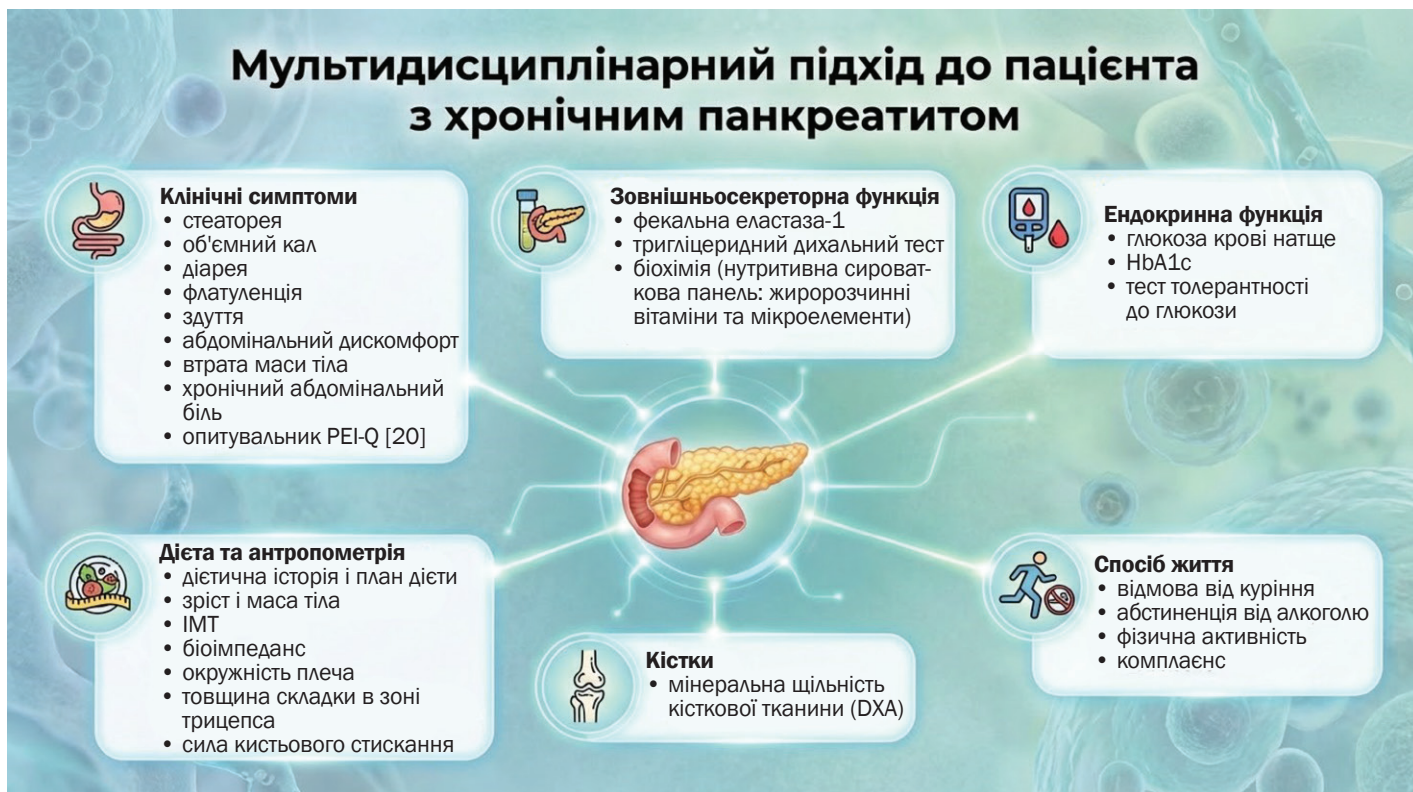 Мультидисциплінарний підхід до пацієнта
з хронічним панкреатитом
Клінічні симптоми
• стеаторея
• об'ємний кал
• діарея
• флатуленція
• здуття
• абдомінальний дискомфорт
• втрата маси тіла
• хронічний абдомінальний
біль
• опитувальник PEI-Q [20]
Зовнішньосекреторна функція
• фекальна еластаза-1
• тригліцеридний дихальний тест
• біохімія (нутритивна сироват-
кова панель: жиророзчинні
вітаміни та мікроелементи)
Ендокринна функція
• глюкоза крові натще
• HbA1c
• тест толерантності
до глюкози
Дієта та антропометрія
• дієтична історія і план дієти
• зріст і маса тіла
• ІМТ
• біоімпеданс
• окружність плеча
• товщина складки в зоні
трицепса
• сила кистьового стискання
Кістки
• мінеральна щільність
кісткової тканини (DXA)
Спосіб життя
• відмова від куріння
• абстиненція від алкоголю
• фізична активність
• комплаєнс